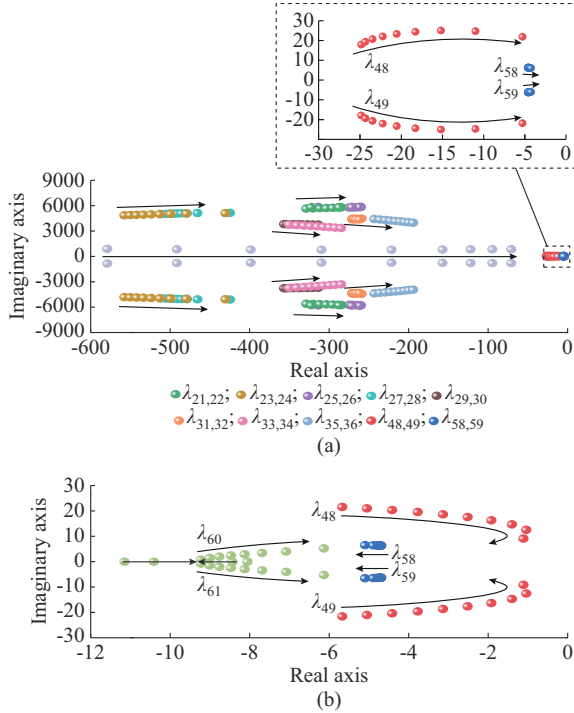 30
20
10
0
-10
-20
-30 -25 -20 -15 -10 -5 0
λ48
λ49
λ58
λ59
9000
6000
3000
0
-3000
-6000
-9000
Imaginary axis
-600 -500 -400 -300 -200 -100 0
Real axis
λ21,22; λ23,24; λ25,26; λ27,28; λ29,30
λ31,32; λ33,34; λ35,36; λ48,49; λ58,59
(a)
30
20
10
0
-10
-20
-30
Imaginary axis
λ60
λ61
λ48
λ49
λ58
λ59
-12 -10 -8 -6 -4 -2 0
Real axis
(b)